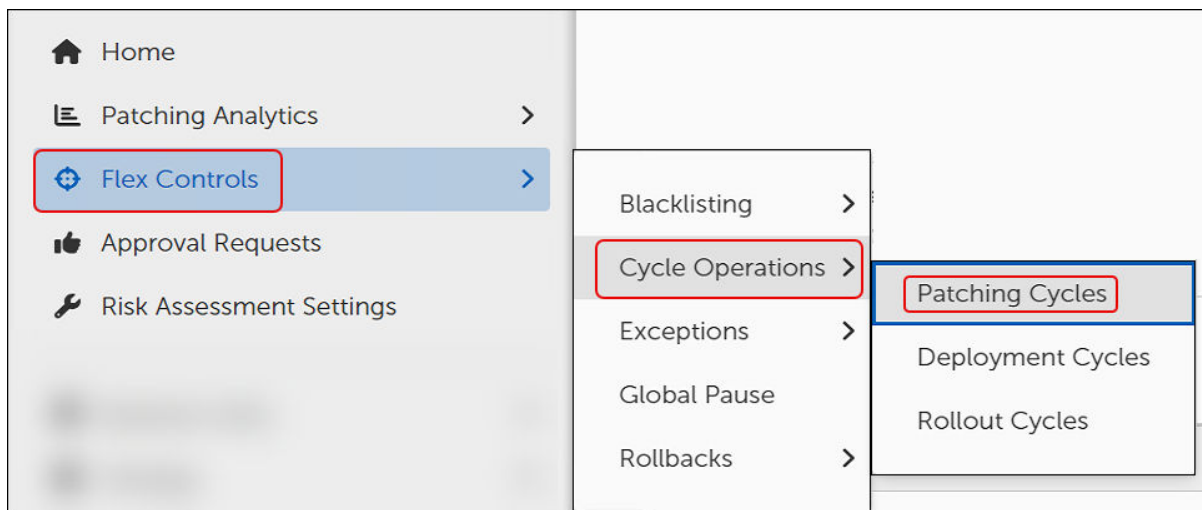 Home
Patching Analytics
Flex Controls
Approval Requests
Risk Assessment Settings
Blacklisting
Cycle Operations
Exceptions
Global Pause
Rollbacks
Patching Cycles
Deployment Cycles
Rollout Cycles